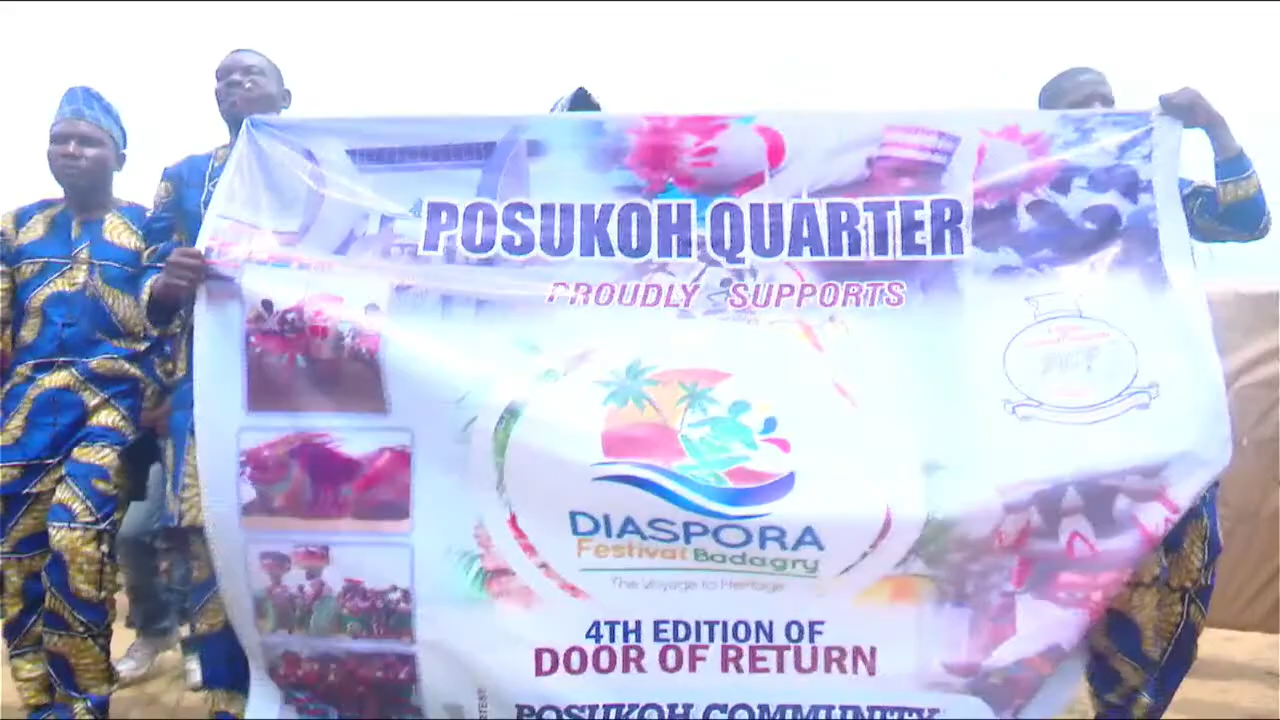 POSUKOH QUARTER
PROUDLY SUPPORTS
DIASPORA
Festival Badagry
The Voyage to Heritage
4TH EDITION OF
DOOR OF RETURN
POSUKOH COMMUNITY